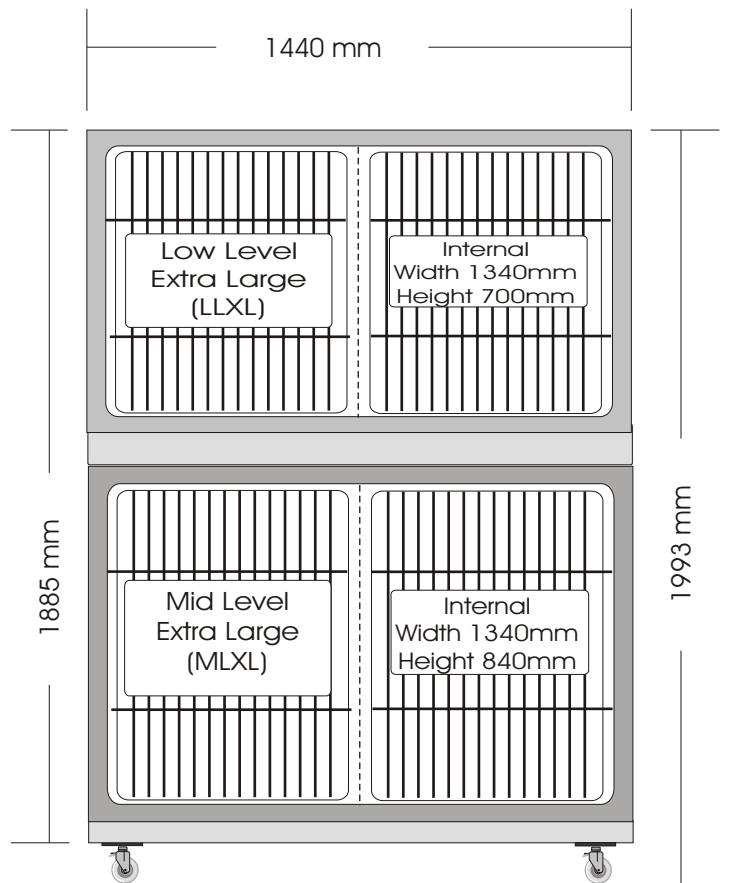 1440 mm
Low Level
Extra Large
(LLXL)
Internal
Width 1340mm
Height 700mm
1885 mm
1993 mm
Mid Level
Extra Large
(MLXL)
Internal
Width 1340mm
Height 840mm